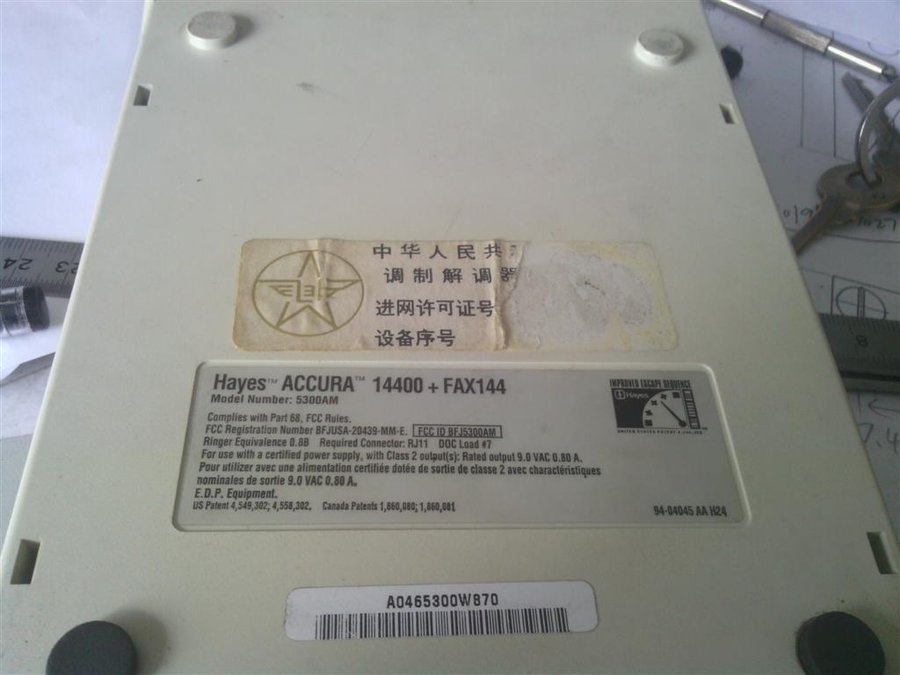 中华人民共
调制解调器
进网许可证号
设备序号
Hayes™ ACCURA™ 14400 + FAX144
Model Number: 5300AM
Complies with Part 68, FCC Rules.
FCC Registration Number BFJUSA-20439-MM-E. FCC ID BFJ5300AM
Ringer Equivalence 0.8B Required Connector: RJ11 DOC Load #7
For use with a certified power supply, with Class 2 output(s): Rated output 9.0 VAC 0.80 A.
Pour utilizer avec une alimentation certifiée dotée de sortie de classe 2 avec charactéristiques
nominales de sortie 9.0 VAC 0.80 A.
E.D.P. Equipment.
US Patent 4,549,302; 4,558,302. Canada Patents 1,860,080; 1,860,081
94-04045 AA H24
IMPROVED ESCAPE SEQUENCE
Hayes
A0465300W870
24 23
8